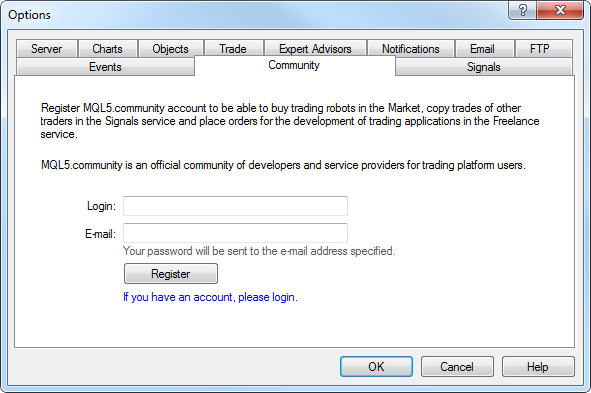 Options
Server Charts Objects Trade Expert Advisors Notifications Email FTP
Events Community Signals
Register MQL5.community account to be able to buy trading robots in the Market, copy trades of other
traders in the Signals service and place orders for the development of trading applications in the Freelance
service.
MQL5.community is an official community of developers and service providers for trading platform users.
Login:
E-mail:
Your password will be sent to the e-mail address specified.
Register
If you have an account, please login.
OK Cancel Help